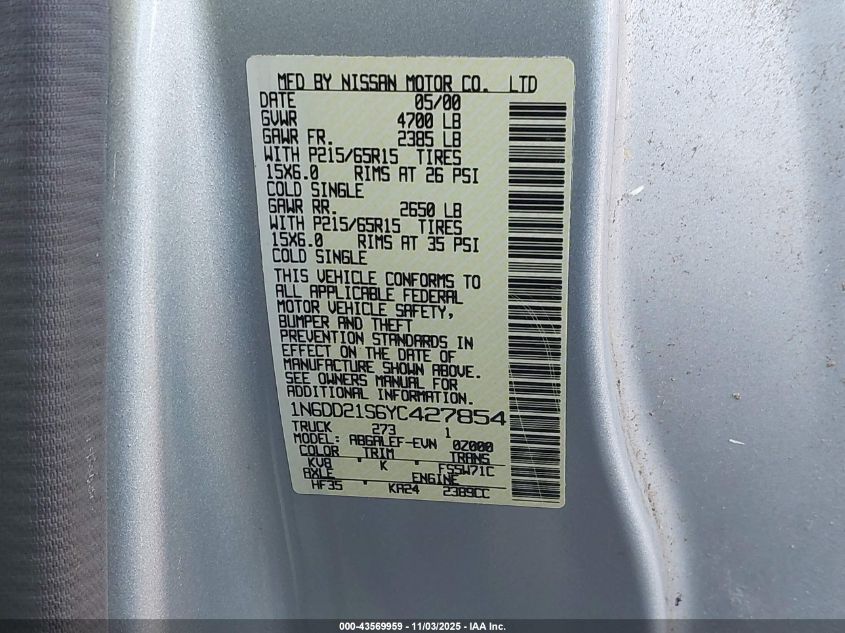 MFD BY NISSAN MOTOR CO. LTD
DATE 05/00
GVWR 4700 LB
GAWR FR. 2385 LB
WITH P215/65R15 TIRES
15X6.0 RIMS AT 26 PSI
COLD SINGLE
GAWR RR. 2650 LB
WITH P215/65R15 TIRES
15X6.0 RIMS AT 35 PSI
COLD SINGLE
THIS VEHICLE CONFORMS TO
ALL APPLICABLE FEDERAL
MOTOR VEHICLE SAFETY,
BUMPER AND THEFT
PREVENTION STANDARDS IN
EFFECT ON THE DATE OF
MANUFACTURE SHOWN ABOVE.
SEE OWNERS MANUAL FOR
ADDITIONAL INFORMATION
1N6DD21S6YC427854
TRUCK 273 1
MODEL: ABGALEF-EVN 0Z000
COLOR TRIM TRANS
KV8 K FS5W71C
AXLE ENGINE
HF35 KA24 2389CC
000-43569959 - 11/03/2025 - IAA Inc.